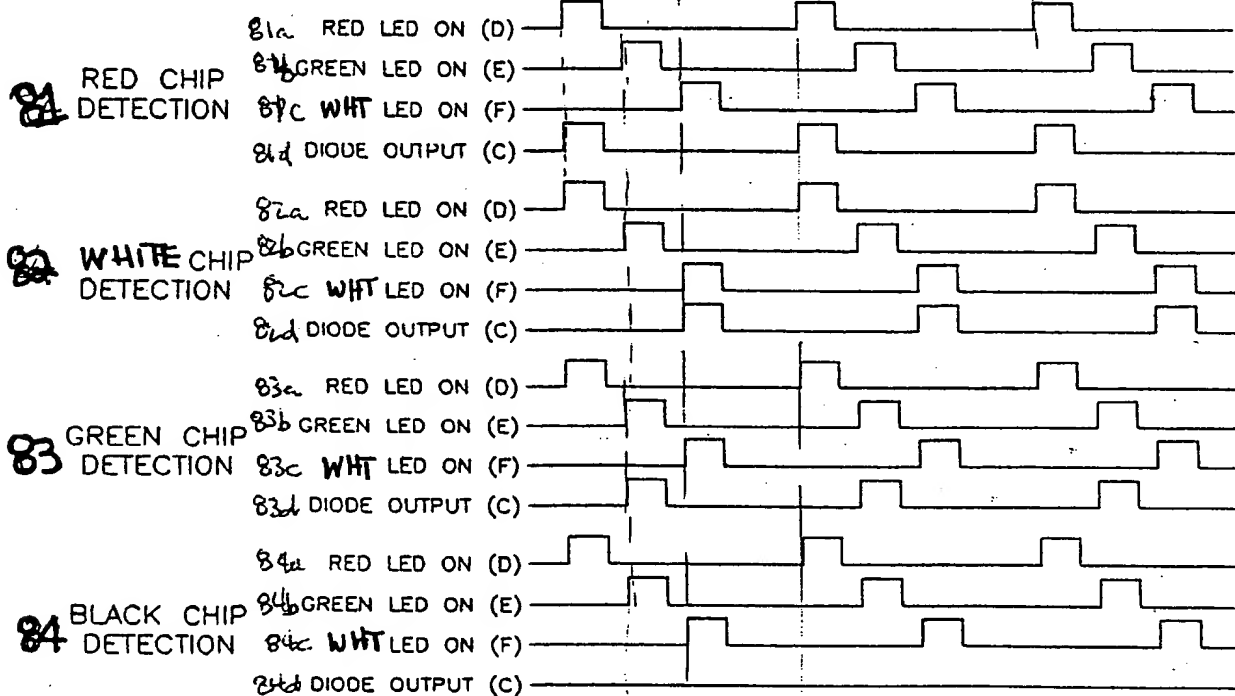 81a RED LED ON (D)
81b GREEN LED ON (E)
81 RED CHIP DETECTION
81c WHT LED ON (F)
81d DIODE OUTPUT (C)
82a RED LED ON (D)
82b GREEN LED ON (E)
82 WHITE CHIP DETECTION
82c WHT LED ON (F)
82d DIODE OUTPUT (C)
83a RED LED ON (D)
83b GREEN LED ON (E)
83 GREEN CHIP DETECTION
83c WHT LED ON (F)
83d DIODE OUTPUT (C)
84a RED LED ON (D)
84b GREEN LED ON (E)
84 BLACK CHIP DETECTION
84c WHT LED ON (F)
84d DIODE OUTPUT (C)